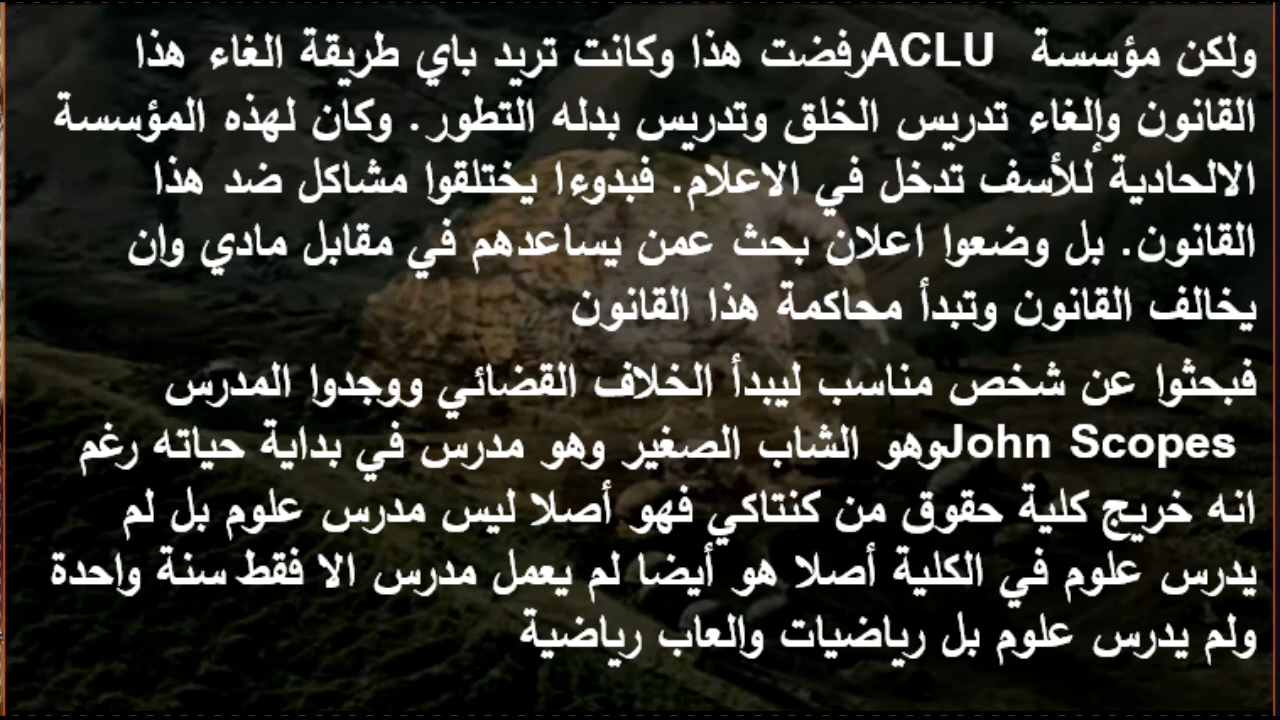 ولكن مؤسسة ACLU رفضت هذا وكانت تريد باي طريقة الغاء هذا
القانون وإلغاء تدريس الخلق وتدريس بدله التطور. وكان لهذه المؤسسة
الالحادية للأسف تدخل في الاعلام. فبدوءا يختلقوا مشاكل ضد هذا
القانون. بل وضعوا اعلان بحث عمن يساعدهم في مقابل مادي وان
يخالف القانون وتبدأ محاكمة هذا القانون
فبحثوا عن شخص مناسب ليبدأ الخلاف القضائي ووجدوا المدرس
John Scopes وهو الشاب الصغير وهو مدرس في بداية حياته رغم
انه خريج كلية حقوق من كنتاكي فهو أصلا ليس مدرس علوم بل لم
يدرس علوم في الكلية أصلا هو أيضا لم يعمل مدرس الا فقط سنة واحدة
ولم يدرس علوم بل رياضيات والعاب رياضية